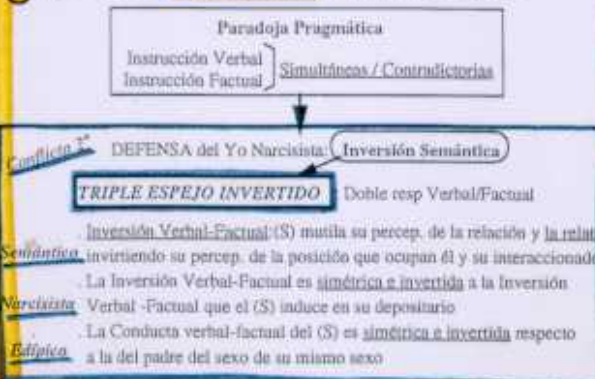 Paradoja Pragmática
Instrucción Verbal
Instrucción Factual
Simultáneas / Contradictorias
Conflicto
DEFENSA del Yo Narcisista: Inversión Semántica
TRIPLE ESPEJO INVERTIDO : Doble resp Verbal/Factual
. Inversión Verbal-Factual:(S) mutila su percep. de la relación y la relat
Semántica invirtiendo su percep. de la posición que ocupan él y su interaccionado
. La Inversión Verbal-Factual es simétrica e invertida a la Inversión
Narcisista Verbal -Factual que el (S) induce en su depositario
. La Conducta verbal-factual del (S) es simétrica e invertida respecto
Edípica a la del padre del sexo de su mismo sexo